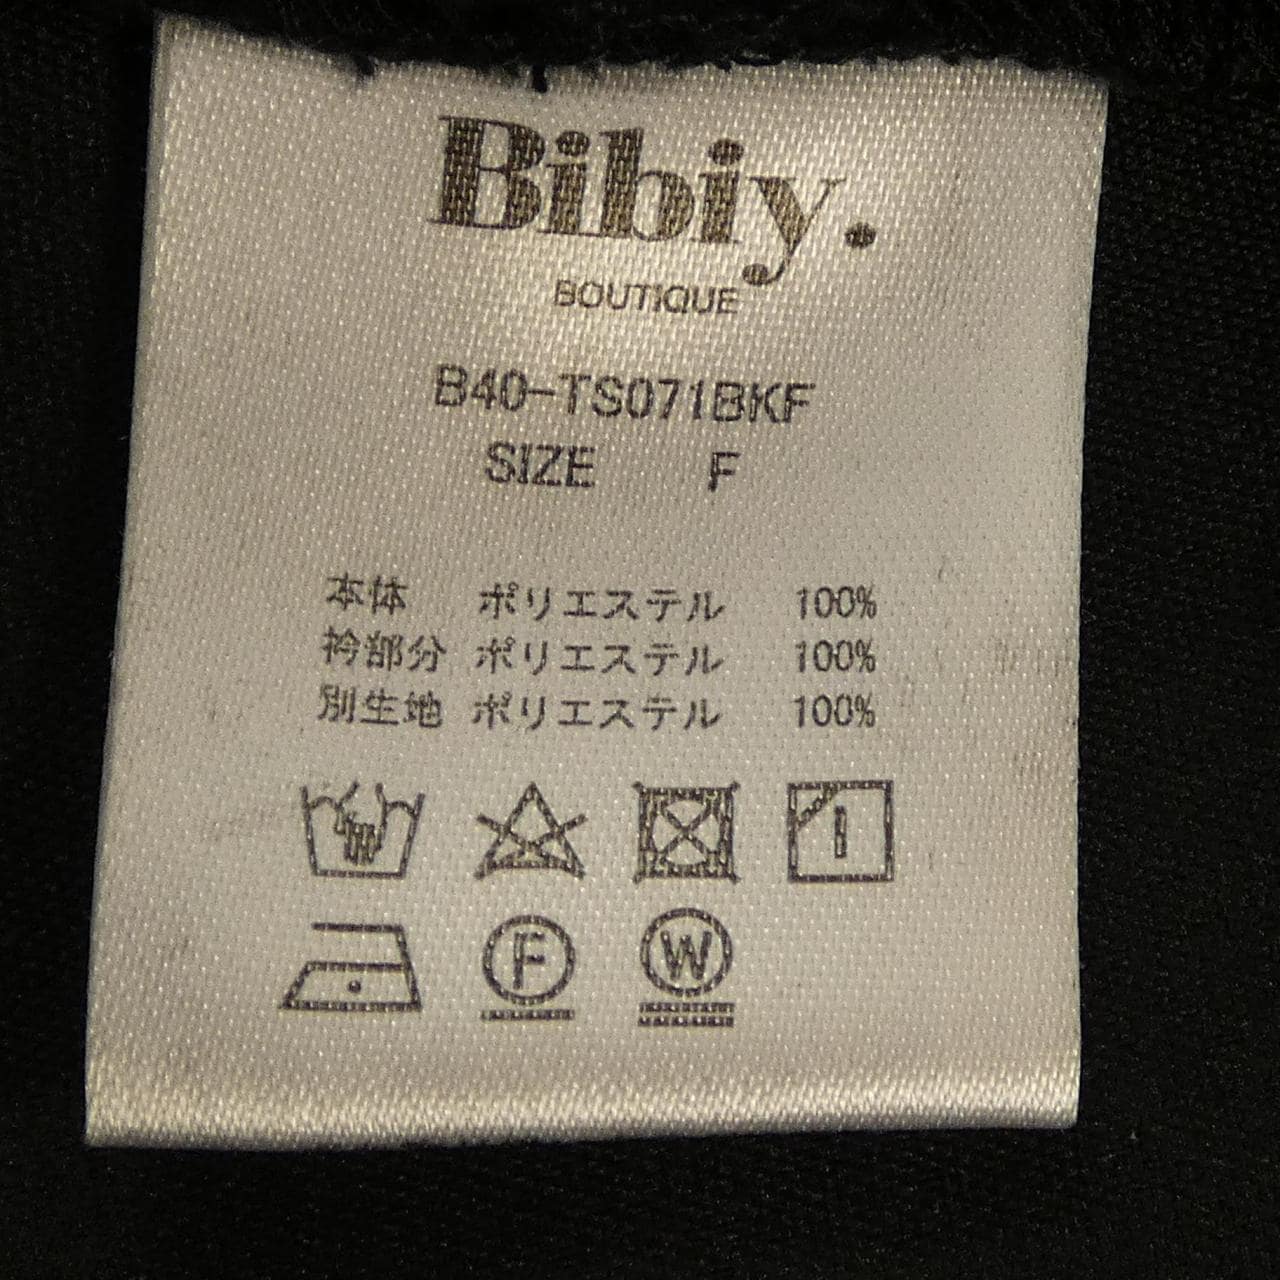 Bibiy.
BOUTIQUE
B40-TS071BKF
SIZE F
本体 ポリエステル 100%
衿部分 ポリエステル 100%
別生地 ポリエステル 100%
F W